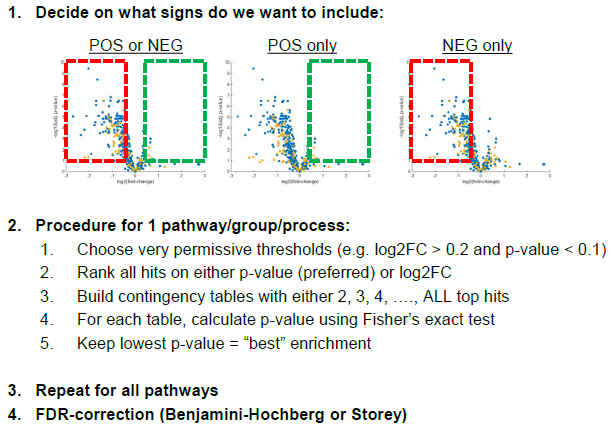 1. Decide on what signs do we want to include:
POS or NEG
POS only
NEG only
-log10(adj. p-value)
log2(fold-change)
-log10(adj. p-value)
log2(fold-change)
-log10(adj. p-value)
log2(fold-change)
2. Procedure for 1 pathway/group/process:
1. Choose very permissive thresholds (e.g. log2FC > 0.2 and p-value < 0.1)
2. Rank all hits on either p-value (preferred) or log2FC
3. Build contingency tables with either 2, 3, 4, …., ALL top hits
4. For each table, calculate p-value using Fisher's exact test
5. Keep lowest p-value = “best” enrichment
3. Repeat for all pathways
4. FDR-correction (Benjamini-Hochberg or Storey)